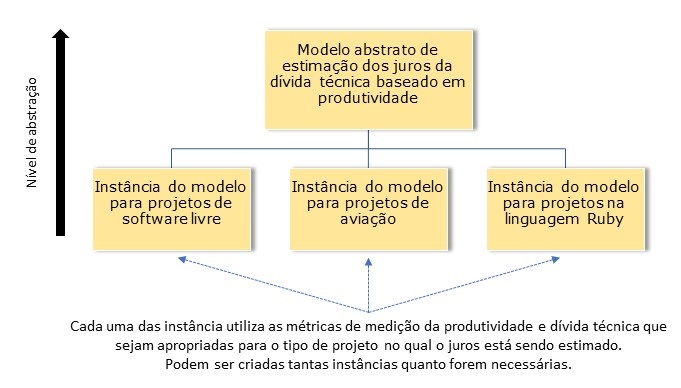 Modelo abstrato de
estimação dos juros da
dívida técnica baseado em
produtividade
Nível de abstração
Instância do modelo
para projetos de
software livre
Instância do modelo
para projetos de
aviação
Instância do modelo
para projetos na
linguagem Ruby
Cada uma das instância utiliza as métricas de medição da produtividade e dívida técnica que
sejam apropriadas para o tipo de projeto no qual o juros está sendo estimado.
Podem ser criadas tantas instâncias quanto forem necessárias.